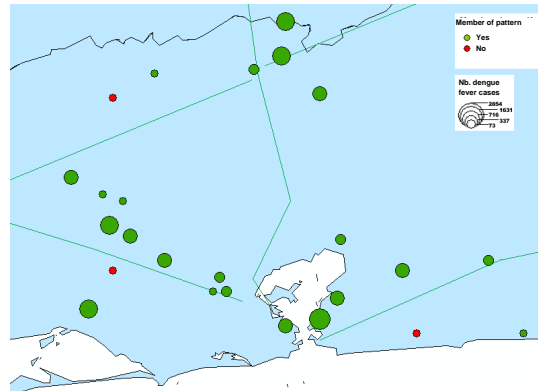 Member of pattern
Yes
No
Nb. dengue
fever cases
2854
1631
716
337
73